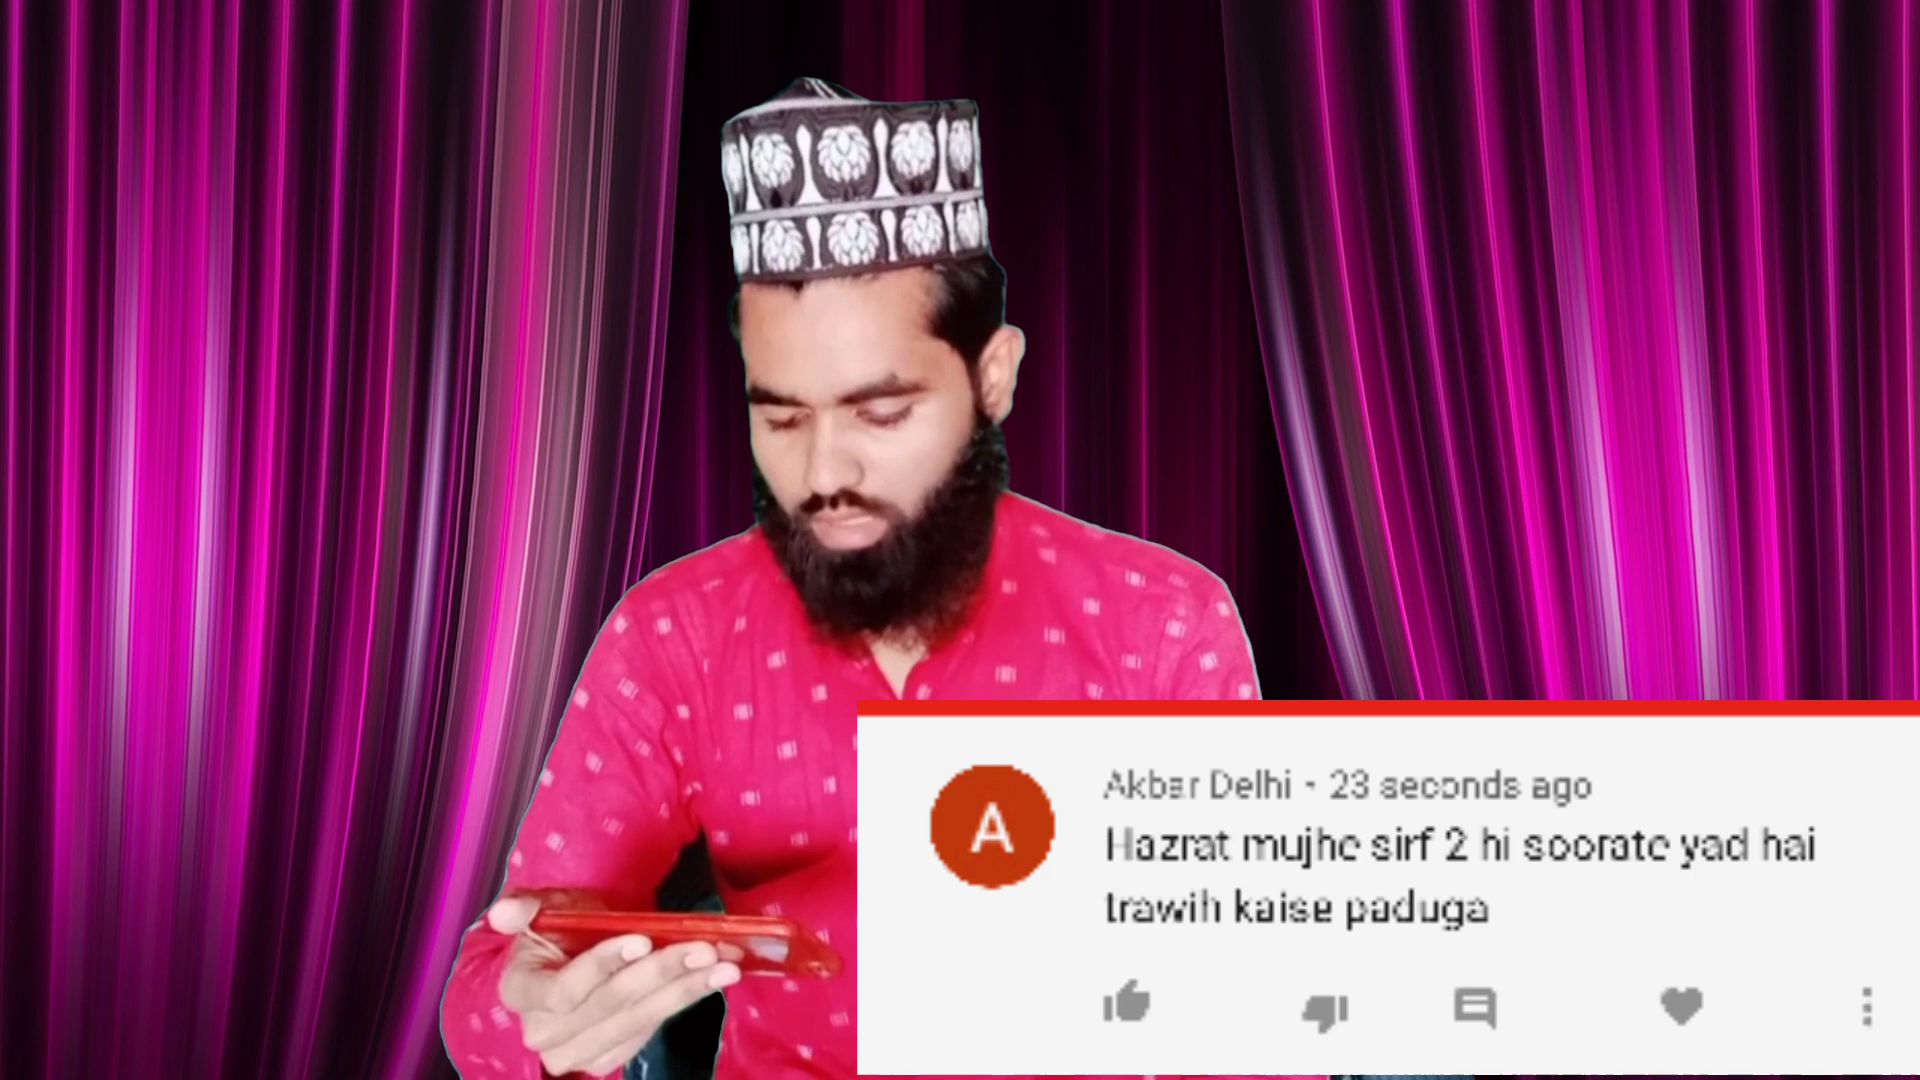 A
Akbar Delhi · 23 seconds ago
Hazrat mujhe sirf 2 hi soorate yad hai
trawih kaise paduga